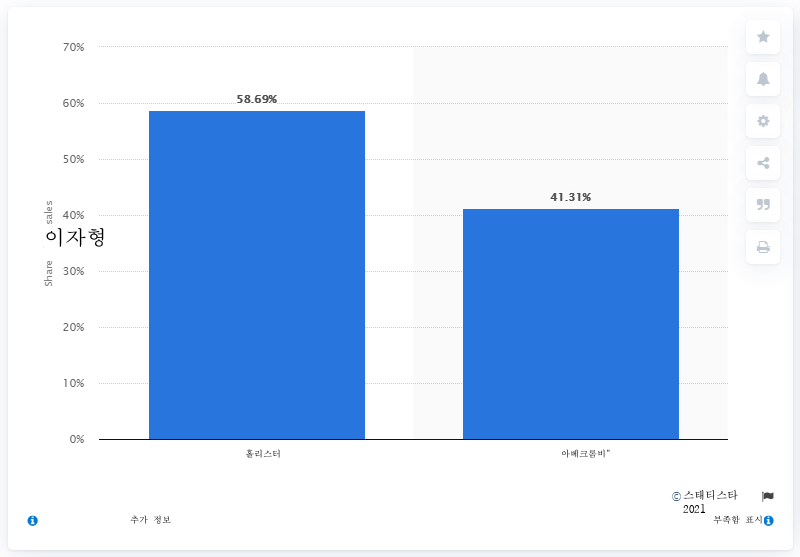 70%
60%
50%
40%
30%
20%
10%
0%
Share
이자형
sales
58.69%
41.31%
홀리스터
아베크롬비*
© 스태티스타
2021
추가 정보
부족함 표시